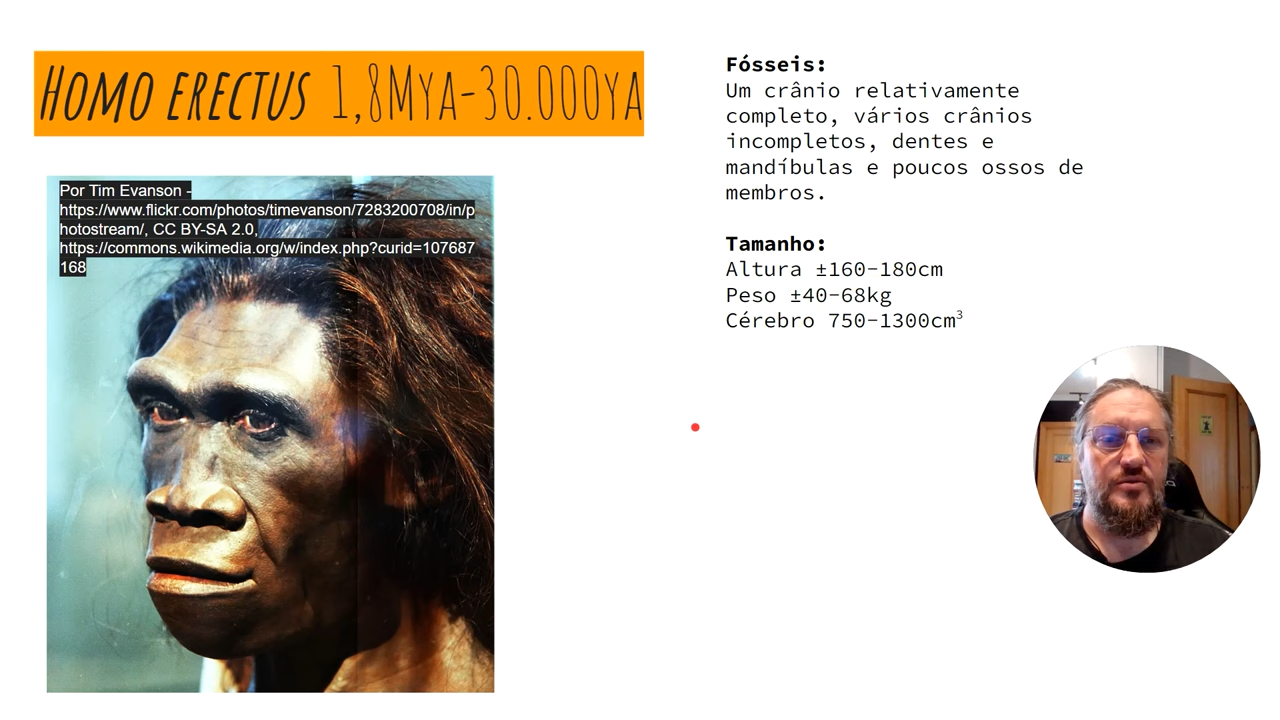 Homo erectus 1,8Mya-30.000ya
Por Tim Evanson -
https://www.flickr.com/photos/timevanson/7283200708/in/p
hotostream/, CC BY-SA 2.0,
https://commons.wikimedia.org/w/index.php?curid=107687
168
Fósseis:
Um crânio relativamente
completo, vários crânios
incompletos, dentes e
mandíbulas e poucos ossos de
membros.
Tamanho:
Altura ±160-180cm
Peso ±40-68kg
Cérebro 750-1300cm³